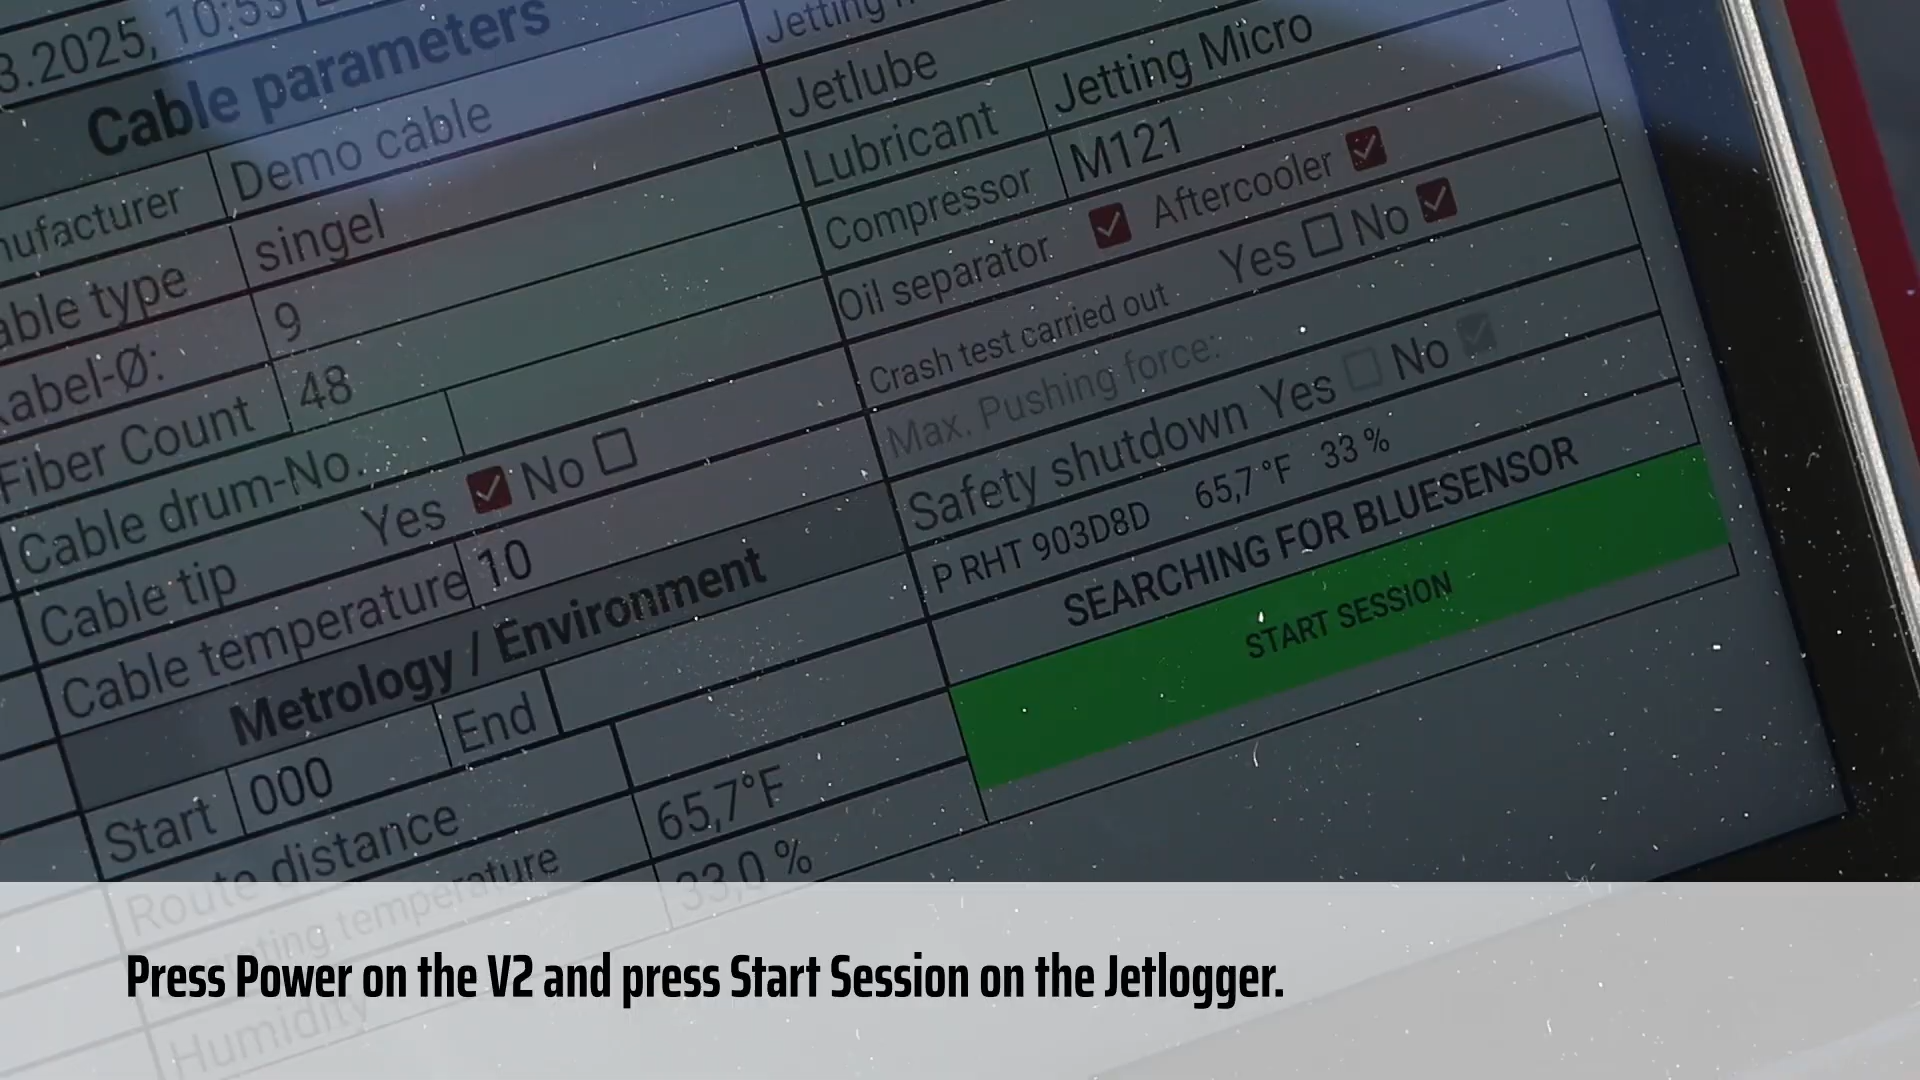 3.2025, 10:53
Cable parameters
nufacturer Demo cable
able type singel
Kabel-Ø: 9
Fiber Count 48
Cable drum-No.
Cable tip Yes No
Cable temperature 10
Metrology / Environment
Start 000 End
Route distance
65,7°F
33,0 %
Humidity
Jetting
Jetlube
Lubricant Jetting Micro
Compressor M121
Oil separator Aftercooler
Crash test carried out Yes No
Max. Pushing force:
Safety shutdown Yes No
P RHT 903D8D 65,7 °F 33 %
SEARCHING FOR BLUESENSOR
START SESSION
Press Power on the V2 and press Start Session on the Jetlogger.